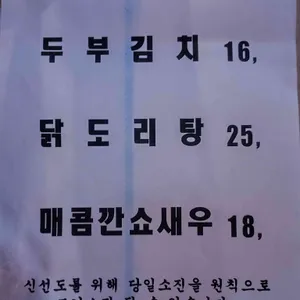 두부김치 16,
닭도리탕 25,
매콤깐쇼새우 18,
신선도를 위해 당일소진을 원칙으로